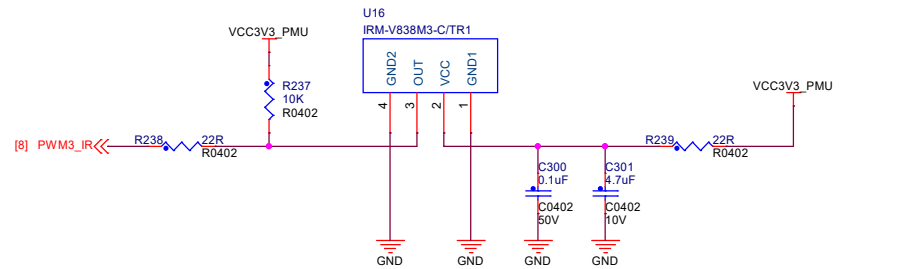 U16
IRM-V838M3-C/TR1
VCC3V3_PMU
GND2
OUT
VCC
GND1
4
3
2
1
R237
10K
R0402
VCC3V3_PMU
[8] PWM3_IR
R238
22R
R0402
R239
22R
R0402
C300
0.1uF
C0402
50V
C301
4.7uF
C0402
10V
GND
GND
GND
GND